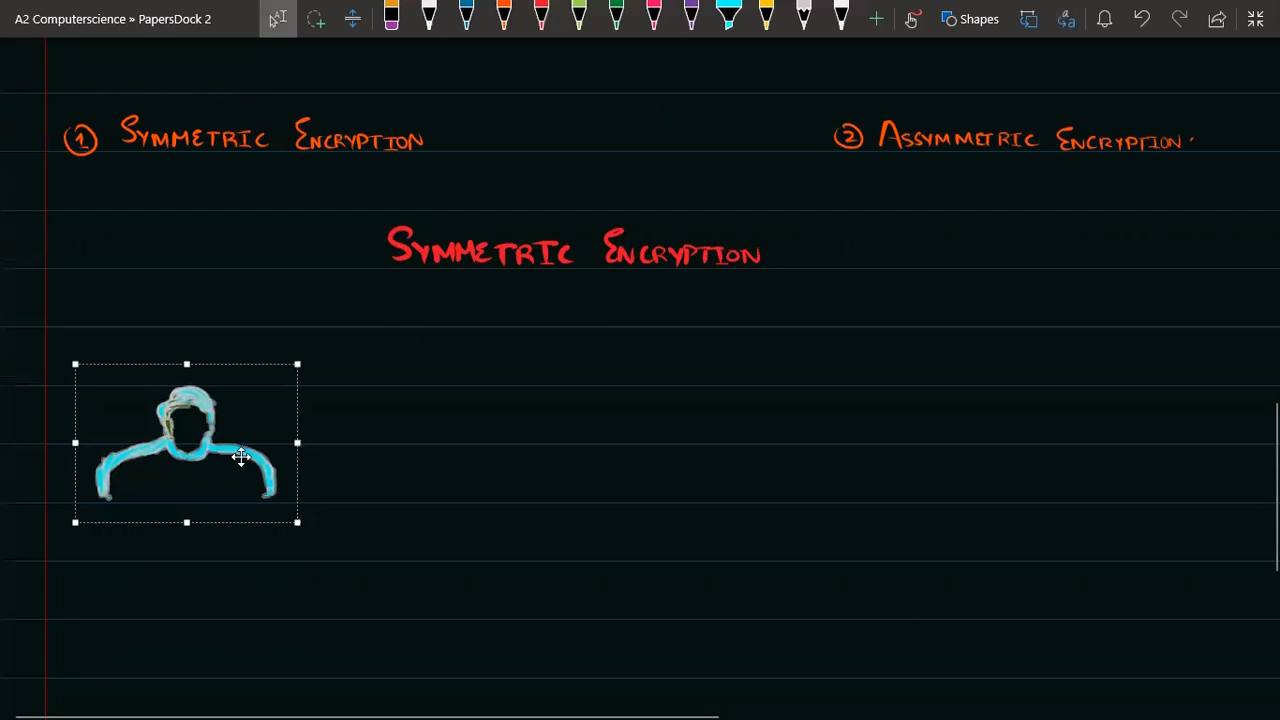 A2 Computerscience » PapersDock 2
Shapes
① SYMMETRIC ENCRYPTION
② ASSYMMETRIC ENCRYPTION.
SYMMETRIC ENCRYPTION